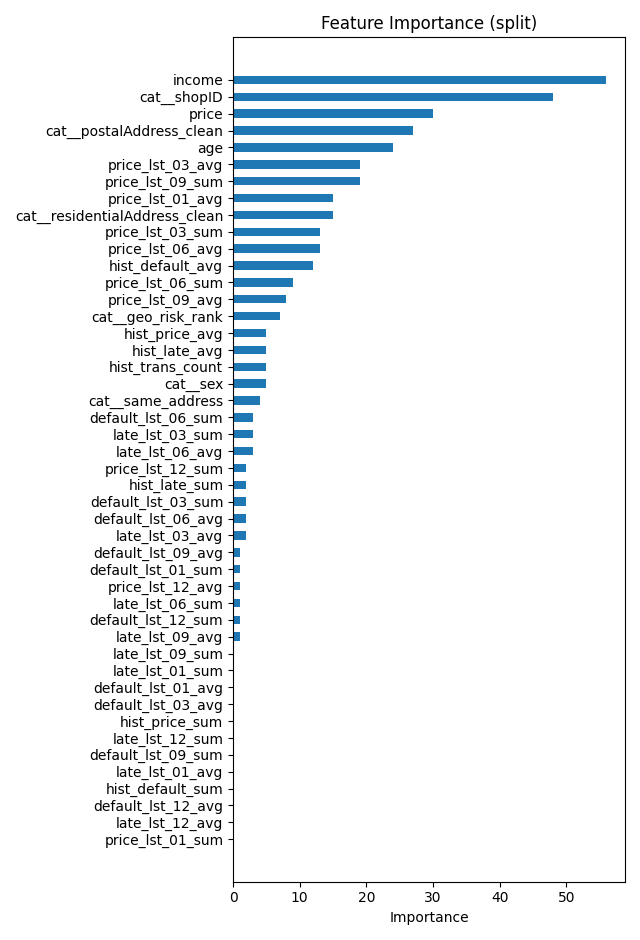 Feature Importance (split)
income
cat__shopID
price
cat__postalAddress_clean
age
price_lst_03_avg
price_lst_09_sum
price_lst_01_avg
cat__residentialAddress_clean
price_lst_03_sum
price_lst_06_avg
hist_default_avg
price_lst_06_sum
price_lst_09_avg
cat__geo_risk_rank
hist_price_avg
hist_late_avg
hist_trans_count
cat__sex
cat__same_address
default_lst_06_sum
late_lst_03_sum
late_lst_06_avg
price_lst_12_sum
hist_late_sum
default_lst_03_sum
default_lst_06_avg
late_lst_03_avg
default_lst_09_avg
default_lst_01_sum
price_lst_12_avg
late_lst_06_sum
default_lst_12_sum
late_lst_09_avg
late_lst_09_sum
late_lst_01_sum
default_lst_01_avg
default_lst_03_avg
hist_price_sum
late_lst_12_sum
default_lst_09_sum
late_lst_01_avg
hist_default_sum
default_lst_12_avg
late_lst_12_avg
price_lst_01_sum
0 10 20 30 40 50
Importance